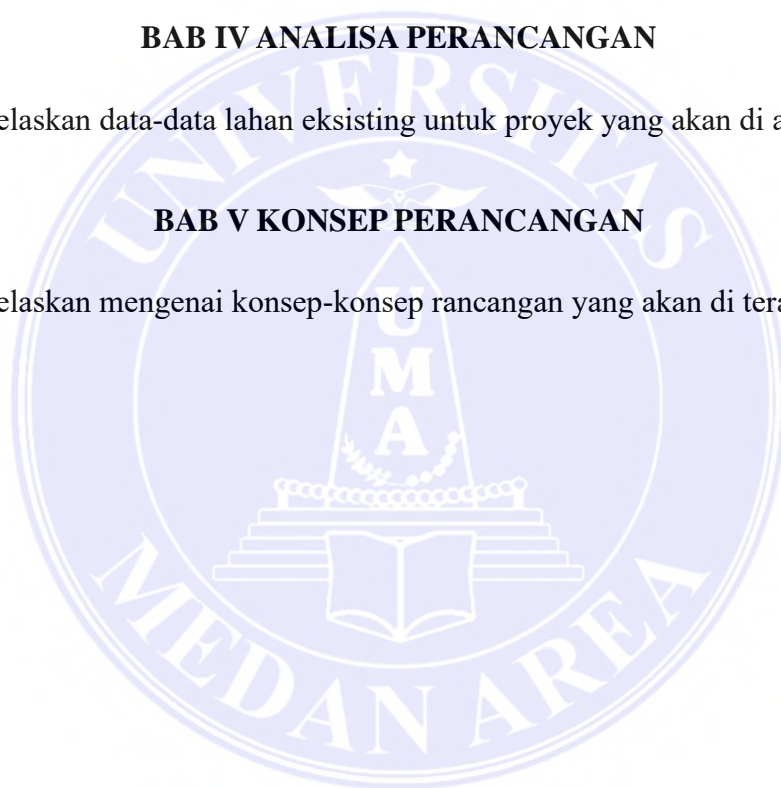 BAB IV ANALISA PERANCANGAN
elaskan data-data lahan eksisting untuk proyek yang akan di a
BAB V KONSEP PERANCANGAN
elaskan mengenai konsep-konsep rancangan yang akan di tera
UNIVERSITAS
UMA
MEDAN AREA